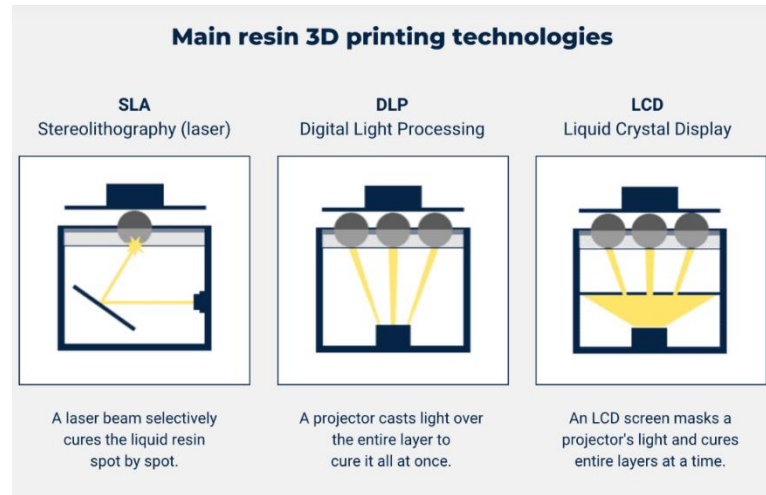 Main resin 3D printing technologies
SLA
Stereolithography (laser)
DLP
Digital Light Processing
LCD
Liquid Crystal Display
A laser beam selectively
cures the liquid resin
spot by spot.
A projector casts light over
the entire layer to
cure it all at once.
An LCD screen masks a
projector's light and cures
entire layers at a time.